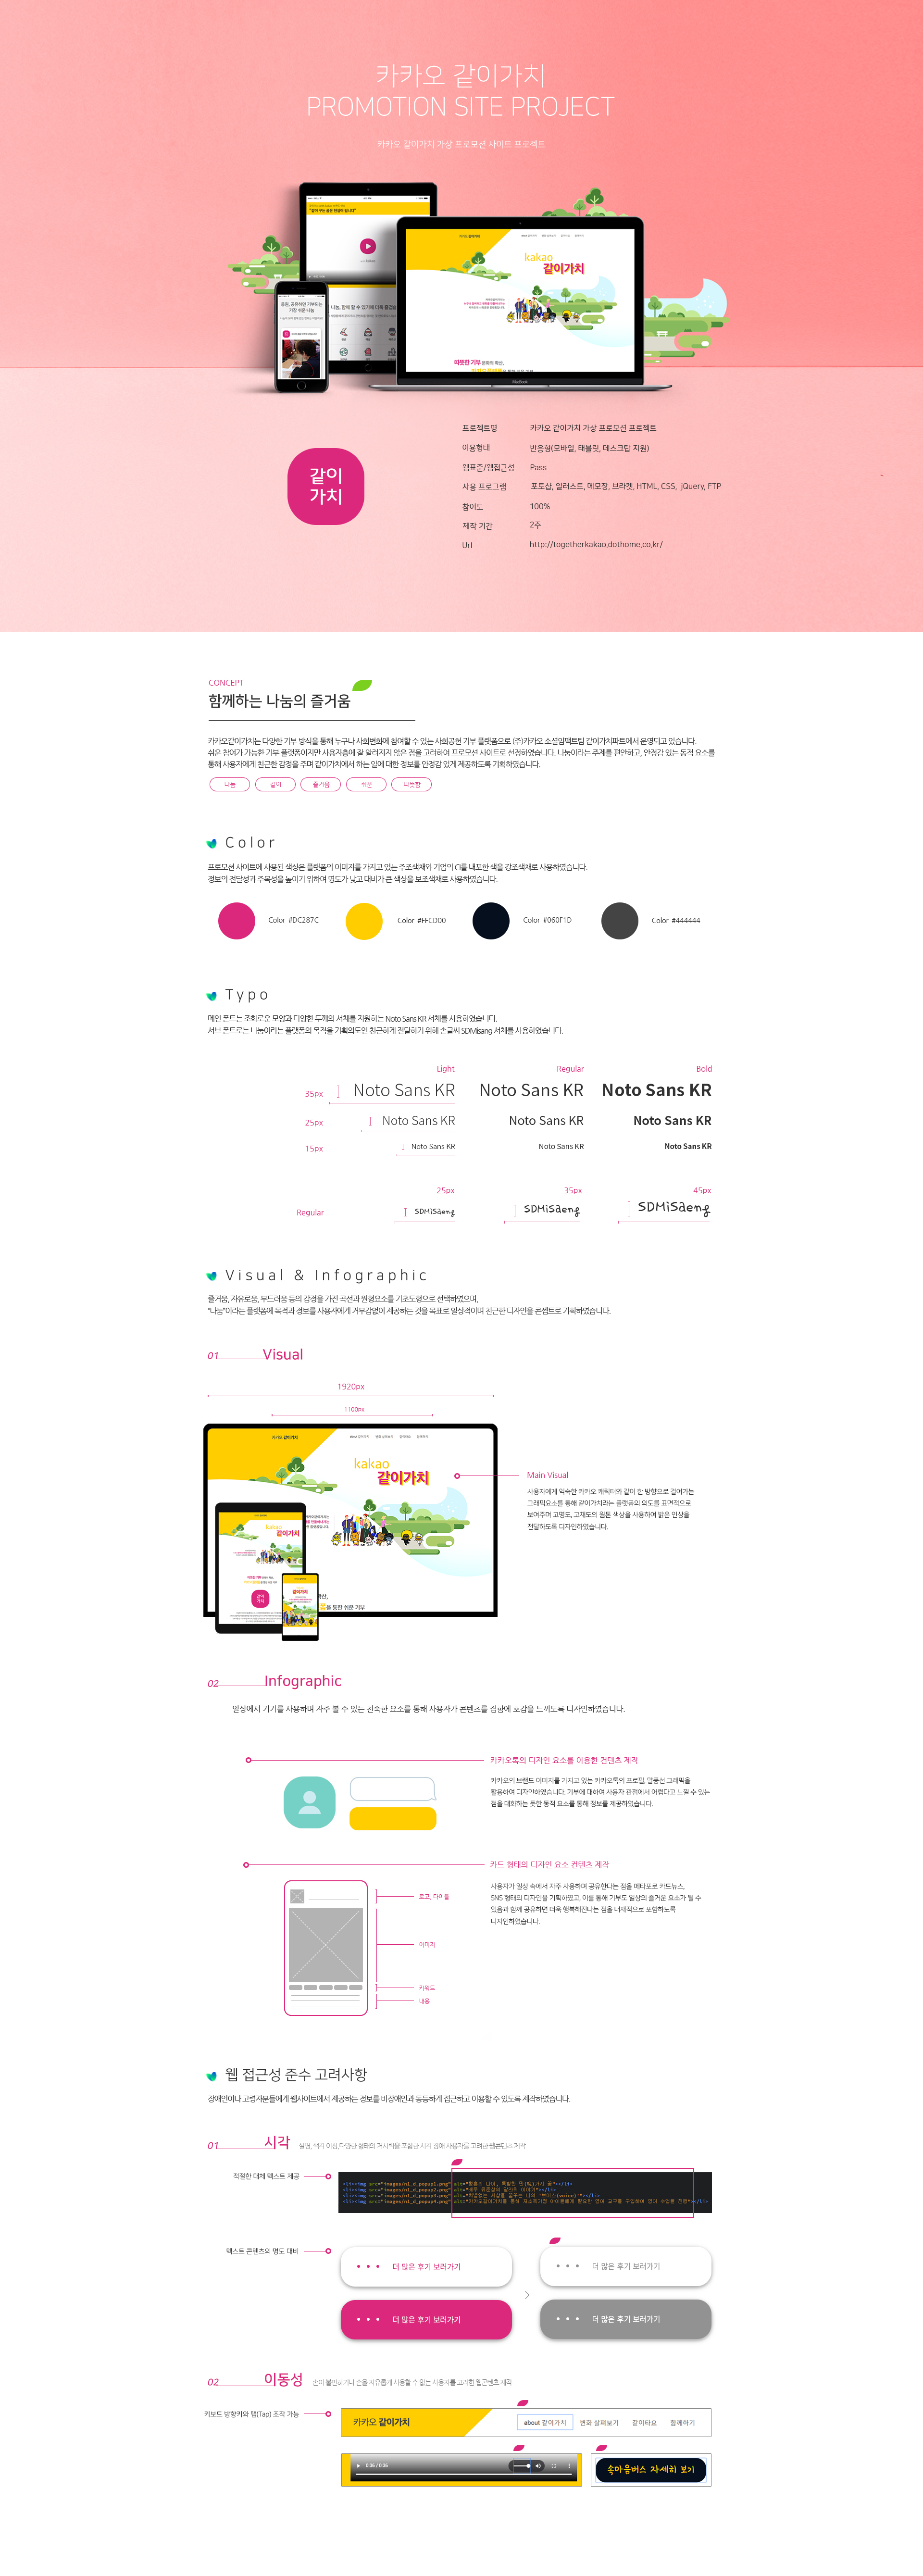 카카오 같이가치
PROMOTION SITE PROJECT
카카오 같이가치 가상 프로모션 사이트 프로젝트
카카오 같이가치
kakao
같이가치
MacBook
같이
가치
프로젝트명 카카오 같이가치 가상 프로모션 프로젝트
이용형태 반응형(모바일, 태블릿, 데스크탑 지원)
웹표준/웹접근성 Pass
사용 프로그램 포토샵, 일러스트, 메모장, 브라켓, HTML, CSS, jQuery, FTP
참여도 100%
제작 기간 2주
Url http://togetherkakao.dothome.co.kr/
CONCEPT
함께하는 나눔의 즐거움
카카오같이가치는 다양한 기부 방식을 통해 누구나 사회변화에 참여할 수 있는 사회공헌 기부 플랫폼으로 (주)카카오 소셜임팩트팀 같이가치파트에서 운영되고 있습니다.
쉬운 참여가 가능한 기부 플랫폼이지만 사용자층에 잘 알려지지 않은 점을 고려하여 프로모션 사이트로 선정하였습니다. 나눔이라는 주제를 편안하고, 안정감 있는 동적 요소를
통해 사용자에게 친근한 감정을 주며 같이가치에서 하는 일에 대한 정보를 안정감 있게 제공하도록 기획하였습니다.
나눔 같이 즐거움 쉬운 따뜻함
Color
프로모션 사이트에 사용된 색상은 플랫폼의 이미지를 가지고 있는 주조색채와 기업의 CI를 내포한 색을 강조색채로 사용하였습니다.
정보의 전달성과 주목성을 높이기 위하여 명도가 낮고 대비가 큰 색상을 보조색채로 사용하였습니다.
Color #DC287C Color #FFCD00 Color #060F1D Color #444444
Typo
메인 폰트는 조화로운 모양과 다양한 두께의 서체를 지원하는 Noto Sans KR 서체를 사용하였습니다.
서브 폰트로는 나눔이라는 플랫폼의 목적을 기획의도인 친근하게 전달하기 위해 손글씨 SDMisang 서체를 사용하였습니다.
Light Regular Bold
35px Noto Sans KR Noto Sans KR Noto Sans KR
25px Noto Sans KR Noto Sans KR Noto Sans KR
15px Noto Sans KR Noto Sans KR Noto Sans KR
25px 35px 45px
Regular SDMiSaeng SDMiSaeng SDMiSaeng
Visual & Infographic
즐거움, 자유로움, 부드러움 등의 감정을 가진 곡선과 원형요소를 기초도형으로 선택하였으며,
"나눔"이라는 플랫폼에 목적과 정보를 사용자에게 거부감없이 제공하는 것을 목표로 일상적이며 친근한 디자인을 콘셉트로 기획하였습니다.
01 Visual
1920px
1100px
카카오 같이가치 about 같이가치 변화 살펴보기 같이타요 함께하기
kakao
같이가치
Main Visual
사용자에게 익숙한 카카오 캐릭터와 같이 한 방향으로 걸어가는
그래픽요소를 통해 같이가치라는 플랫폼의 의도를 표면적으로
보여주며 고명도, 고채도의 원톤 색상을 사용하여 밝은 인상을
전달하도록 디자인하였습니다.
kakao
같이가치
같이
가치
을 통한 쉬운 기부
02 Infographic
일상에서 기기를 사용하며 자주 볼 수 있는 친숙한 요소를 통해 사용자가 콘텐츠를 접함에 호감을 느끼도록 디자인하였습니다.
카카오톡의 디자인 요소를 이용한 컨텐츠 제작
카카오의 브랜드 이미지를 가지고 있는 카카오톡의 프로필, 말풍선 그래픽을
활용하여 디자인하였습니다. 기부에 대하여 사용자 관점에서 어렵다고 느낄 수 있는
점을 대화하는 듯한 동적 요소를 통해 정보를 제공하였습니다.
카드 형태의 디자인 요소 컨텐츠 제작
사용자가 일상 속에서 자주 사용하며 공유한다는 점을 메타포로 카드뉴스,
SNS 형태의 디자인을 기획하였고, 이를 통해 기부도 일상의 즐거운 요소가 될 수
있음과 함께 공유하면 더욱 행복해진다는 점을 내재적으로 포함하도록
디자인하였습니다.
로고, 타이틀
이미지
키워드
내용
웹 접근성 준수 고려사항
장애인이나 고령자분들에게 웹사이트에서 제공하는 정보를 비장애인과 동등하게 접근하고 이용할 수 있도록 제작하였습니다.
01 시각 실명, 색각 이상,다양한 형태의 저시력을 포함한 시각 장애 사용자를 고려한 웹콘텐츠 제작
적절한 대체 텍스트 제공
텍스트 콘텐츠의 명도 대비
더 많은 후기 보러가기 더 많은 후기 보러가기
더 많은 후기 보러가기 더 많은 후기 보러가기
02 이동성 손이 불편하거나 손을 자유롭게 사용할 수 없는 사용자를 고려한 웹콘텐츠 제작
키보드 방향키와 탭(Tap) 조작 가능
카카오 같이가치 about 같이가치 변화 살펴보기 같이타요 함께하기
0:36 / 0:36
속마음버스 자세히 보기